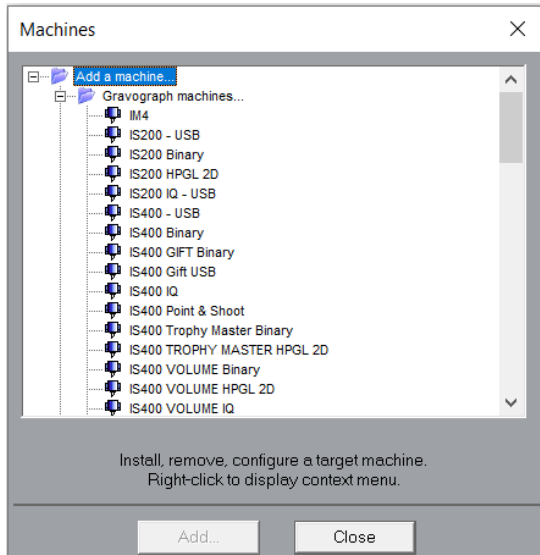 Machines
Add a machine...
Gravograph machines...
IM4
IS200 - USB
IS200 Binary
IS200 HPGL 2D
IS200 IQ - USB
IS400 - USB
IS400 Binary
IS400 GIFT Binary
IS400 Gift USB
IS400 IQ
IS400 Point & Shoot
IS400 Trophy Master Binary
IS400 TROPHY MASTER HPGL 2D
IS400 VOLUME Binary
IS400 VOLUME HPGL 2D
IS400 VOLUME IQ
Install, remove, configure a target machine.
Right-click to display context menu.
Add... Close